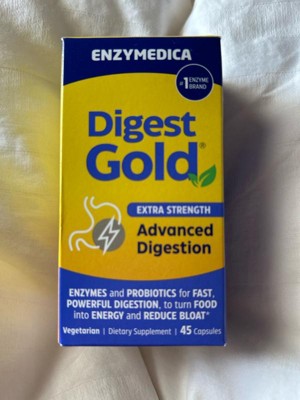 ENZYMEDICA
#1 ENZYME
BRAND
Digest
Gold®
EXTRA STRENGTH
Advanced
Digestion
ENZYMES and PROBIOTICS for FAST,
POWERFUL DIGESTION, to turn FOOD
into ENERGY and REDUCE BLOAT*
Vegetarian | Dietary Supplement | 45 Capsules